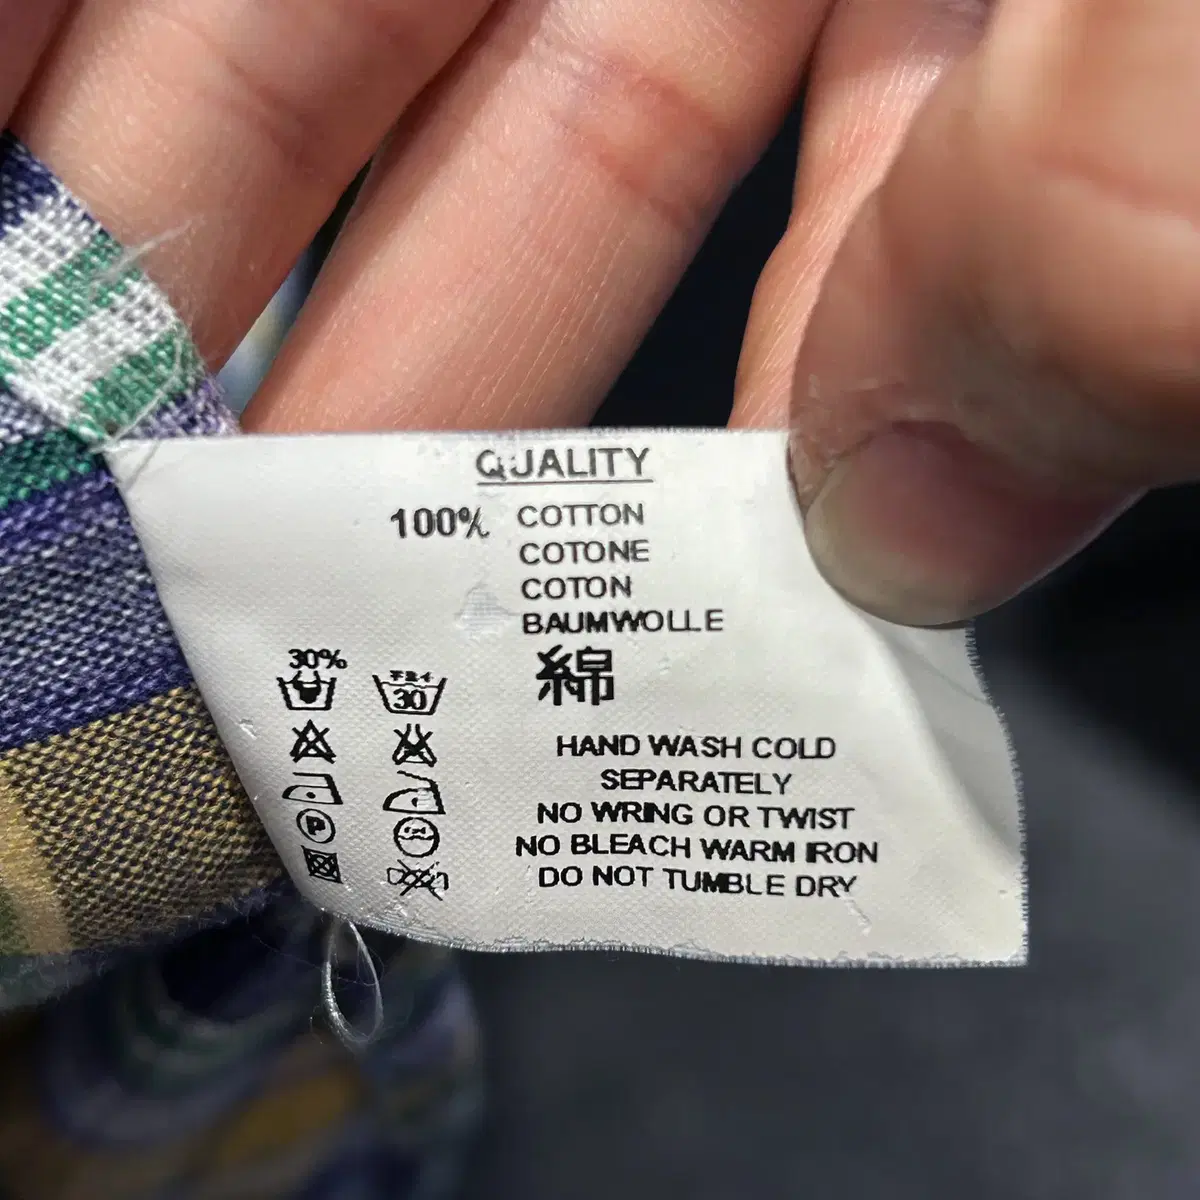 QUALITY
100% COTTON
COTONE
COTON
BAUMWOLLE
綿
30%
30
P
HAND WASH COLD
SEPARATELY
NO WRING OR TWIST
NO BLEACH WARM IRON
DO NOT TUMBLE DRY